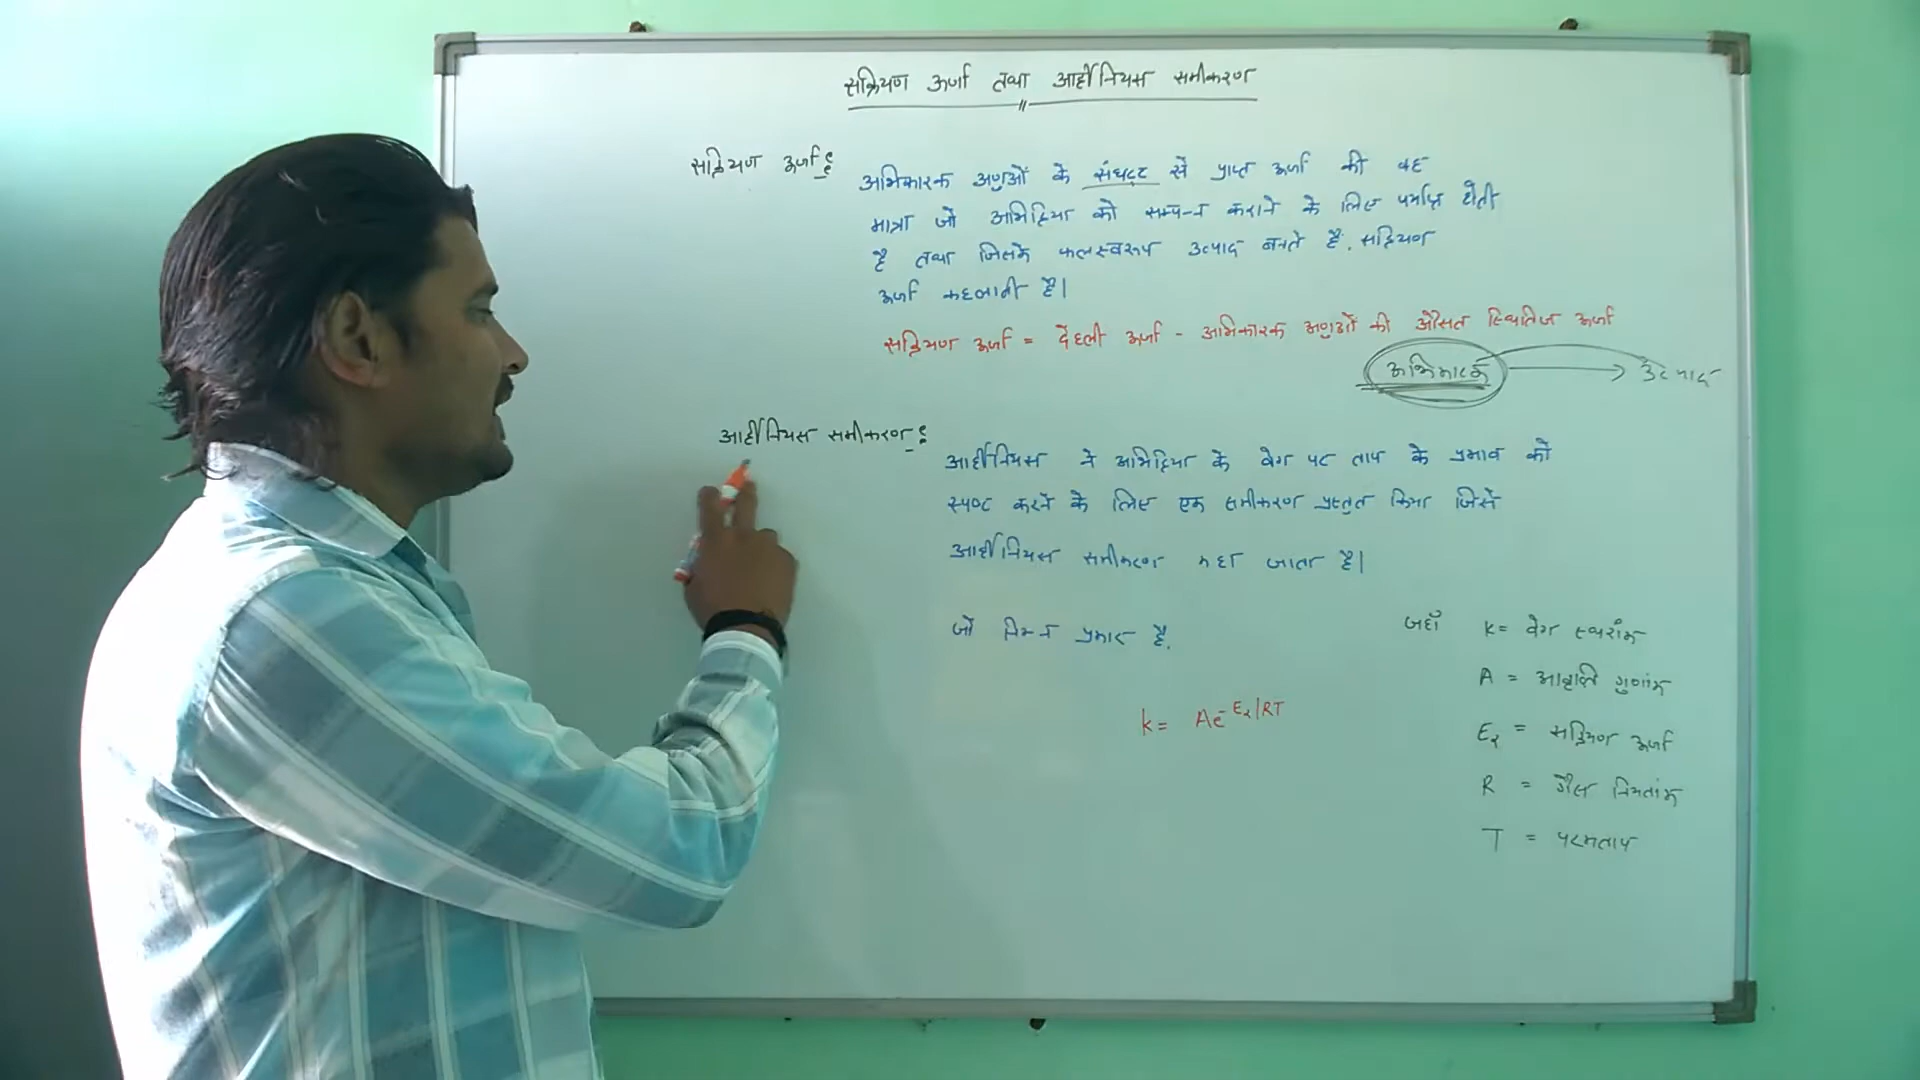 सक्रियण ऊर्जा तथा आर्हीनियस समीकरण
सक्रियण ऊर्जा :
अभिकारक अणुओं के संघट्ट से प्राप्त ऊर्जा की वह
मात्रा जो अभिक्रिया को सम्पन्न कराने के लिए पर्याप्त होती
है तथा जिसके फलस्वरूप उत्पाद बनते हैं. सक्रियण
ऊर्जा कहलाती है।
सक्रियण ऊर्जा = देहली ऊर्जा - अभिकारक अणुओं की औसत स्थितिज ऊर्जा
अभिकारक → उत्पाद
आर्हीनियस समीकरण :
आर्हीनियस ने अभिक्रिया के वेग पर ताप के प्रभाव को
स्पष्ट करने के लिए एक समीकरण प्रस्तुत किया जिसे
आर्हीनियस समीकरण कहा जाता है।
जो निम्न प्रकार है.
k = Ae^-Ea/RT
जहाँ k = वेग स्थिरांक
A = आवृत्ति गुणांक
Ea = सक्रियण ऊर्जा
R = गैस नियतांक
T = परमताप